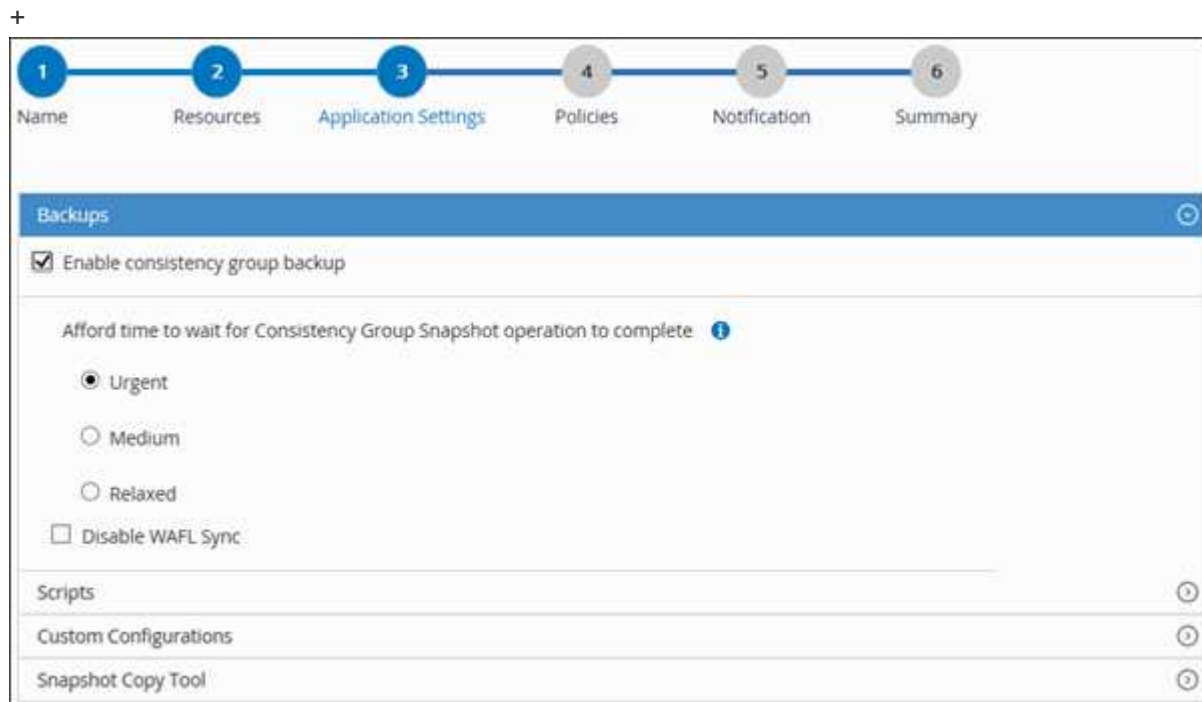 +
1 2 3 4 5 6
Name Resources Application Settings Policies Notification Summary
Backups
Enable consistency group backup
Afford time to wait for Consistency Group Snapshot operation to complete
Urgent
Medium
Relaxed
Disable WAFL Sync
Scripts
Custom Configurations
Snapshot Copy Tool